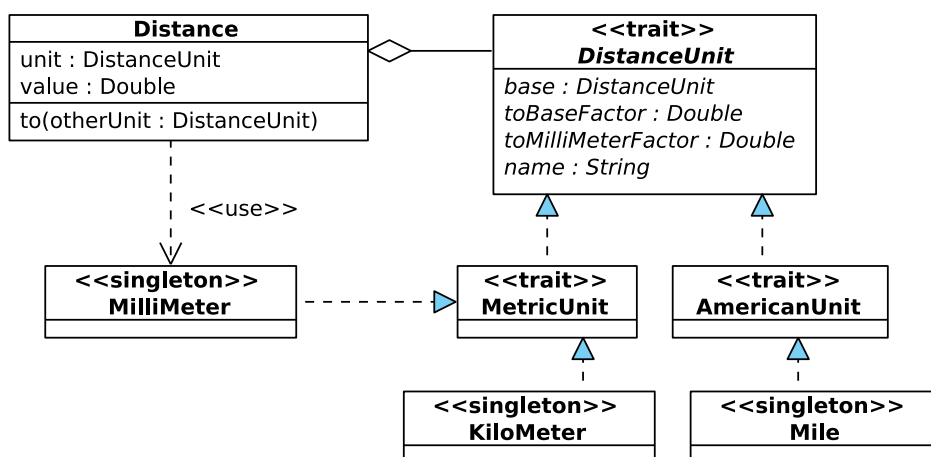 Distance
unit : DistanceUnit
value : Double
to(otherUnit : DistanceUnit)
<<trait>>
DistanceUnit
base : DistanceUnit
toBaseFactor : Double
toMilliMeterFactor : Double
name : String
<<use>>
<<singleton>>
MilliMeter
<<trait>>
MetricUnit
<<trait>>
AmericanUnit
<<singleton>>
KiloMeter
<<singleton>>
Mile